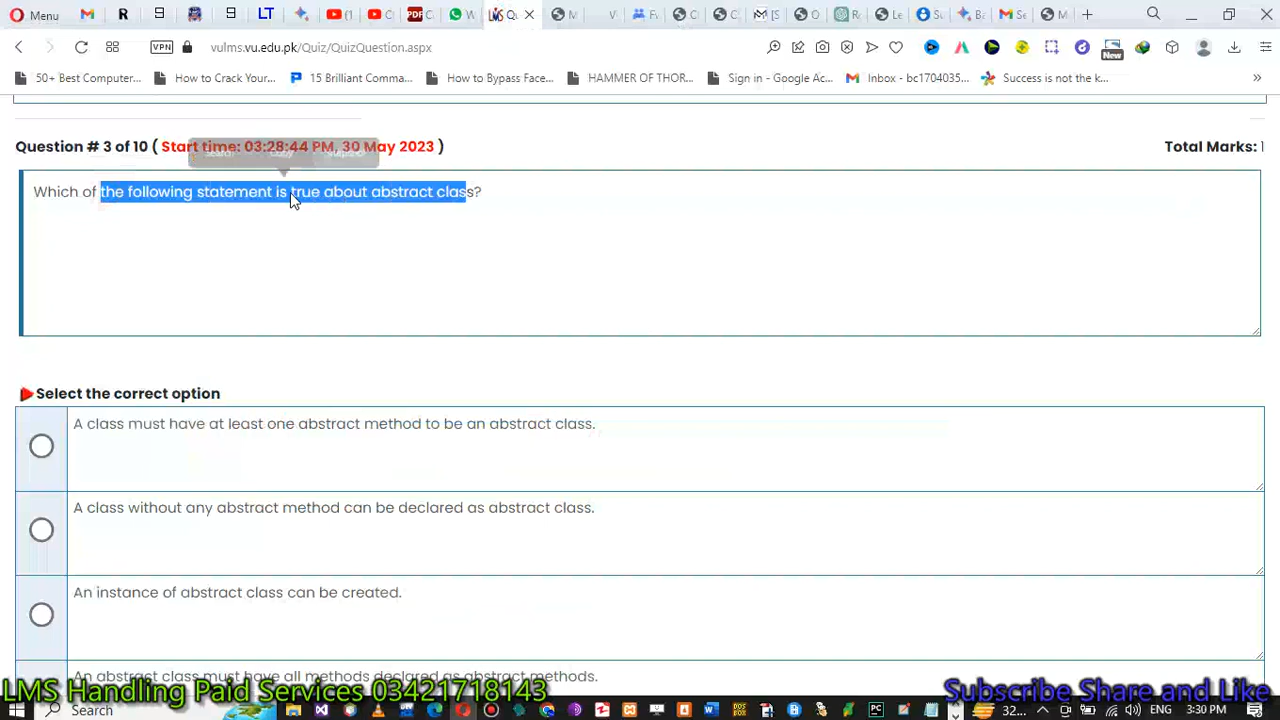 Menu
vulms.vu.edu.pk/Quiz/QuizQuestion.aspx
VPN
New
50+ Best Computer...
How to Crack Your...
15 Brilliant Comma...
How to Bypass Face...
HAMMER OF THOR...
Sign in - Google Ac...
Inbox - bc1704035...
Success is not the k...
»
Question # 3 of 10 ( Start time: 03:28:44 PM, 30 May 2023 )
Total Marks: 1
Which of the following statement is true about abstract class?
Select the correct option
A class must have at least one abstract method to be an abstract class.
A class without any abstract method can be declared as abstract class.
An instance of abstract class can be created.
An abstract class must have all methods declared as abstract methods.
LMS Handling Paid Services 03421718143
Subscribe Share and Like
Search
32...
ENG
3:30 PM